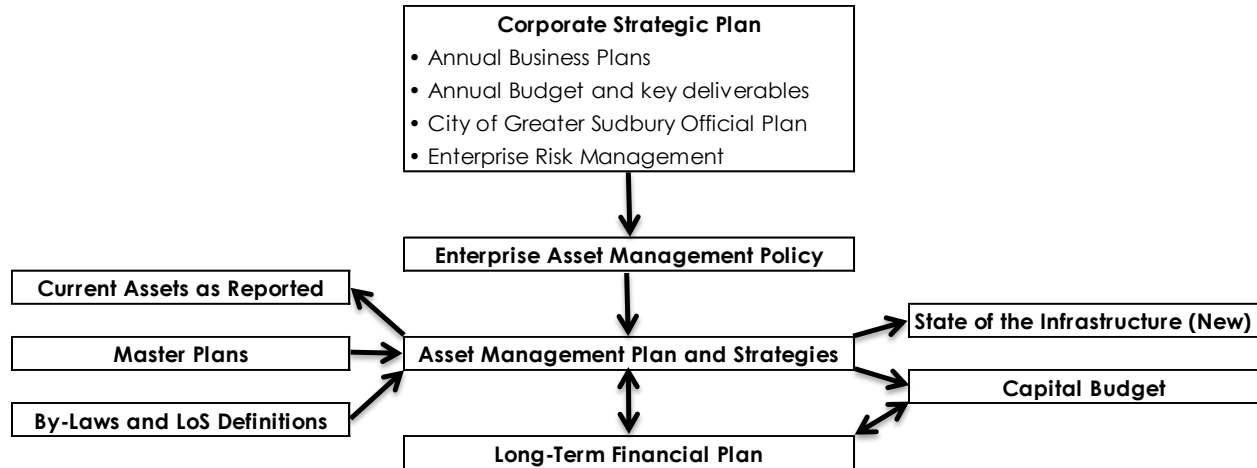 Corporate Strategic Plan
• Annual Business Plans
• Annual Budget and key deliverables
• City of Greater Sudbury Official Plan
• Enterprise Risk Management
Enterprise Asset Management Policy
Current Assets as Reported
State of the Infrastructure (New)
Master Plans
Asset Management Plan and Strategies
Capital Budget
By-Laws and LoS Definitions
Long-Term Financial Plan